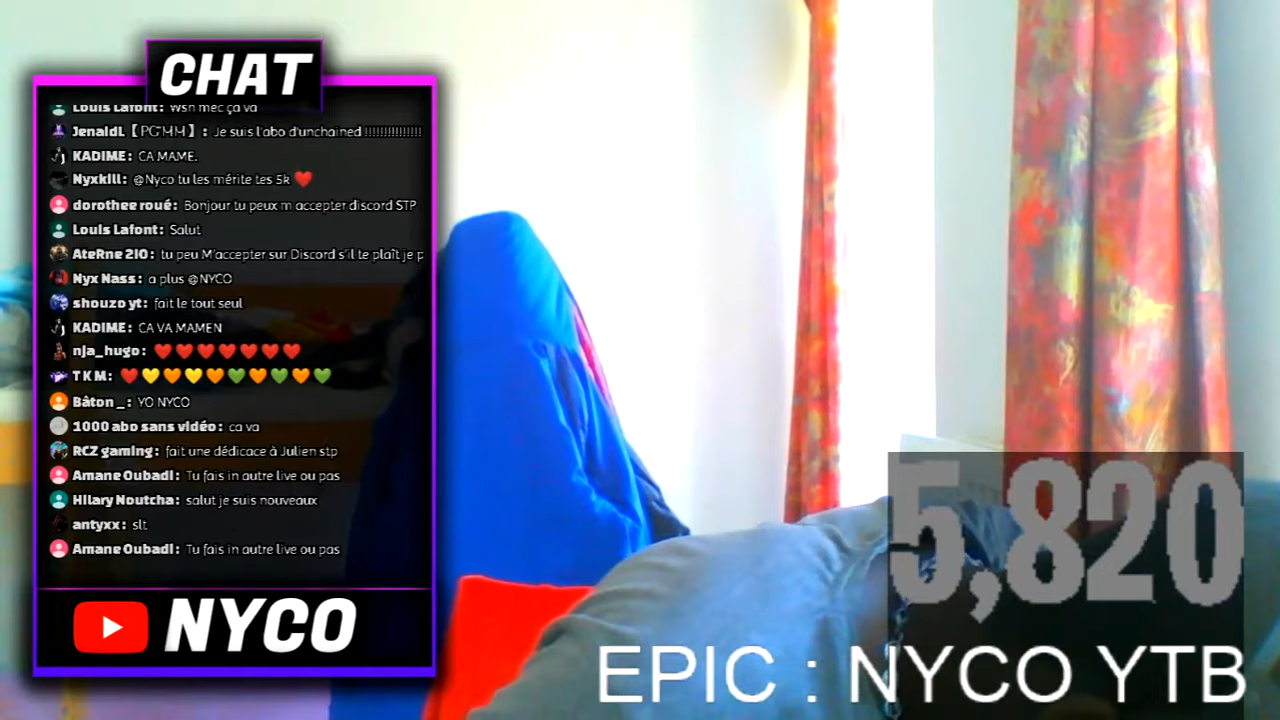 CHAT
Louis Lafont: Wsh mec ça va
JenaidL【PG'M'M】: Je suis l'abo d'unchained !!!!!!!!!!!!!!!
KADIME: CA MAME.
Nyxkill: @Nyco tu les mérite tes 5k ❤️
dorothee roué: Bonjour tu peux m accepter discord STP
Louis Lafont: Salut
AteRne 2i0: tu peu M'accepter sur Discord s'il te plaît je p
Nyx Nass: a plus @NYCO
shouzo yt: fait le tout seul
KADIME: CA VA MAMEN
nja_hugo: ❤️❤️❤️❤️❤️❤️❤️
T K M: ❤️💛🧡💛🧡💚🧡💚🧡💚
Bâton _: YO NYCO
1000 abo sans vidéo: ca va
RCZ gaming: fait une dédicace à Julien stp
Amane Oubadi: Tu fais in autre live ou pas
Hilary Noutcha: salut je suis nouveaux
antyxx: slt
Amane Oubadi: Tu fais in autre live ou pas
NYCO
5,820
EPIC : NYCO YTB